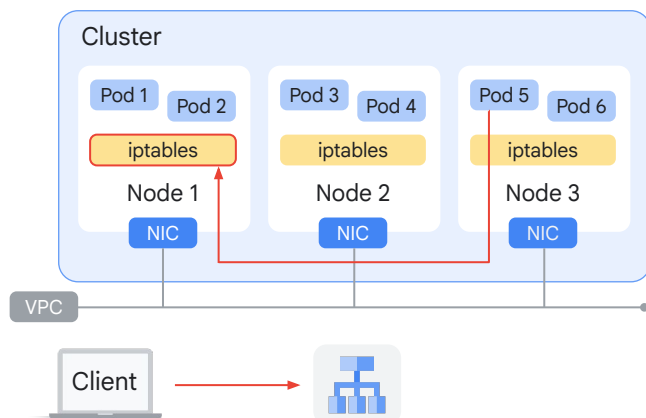 Cluster
Pod 1
Pod 2
iptables
Node 1
NIC
Pod 3
Pod 4
iptables
Node 2
NIC
Pod 5
Pod 6
iptables
Node 3
NIC
VPC
Client